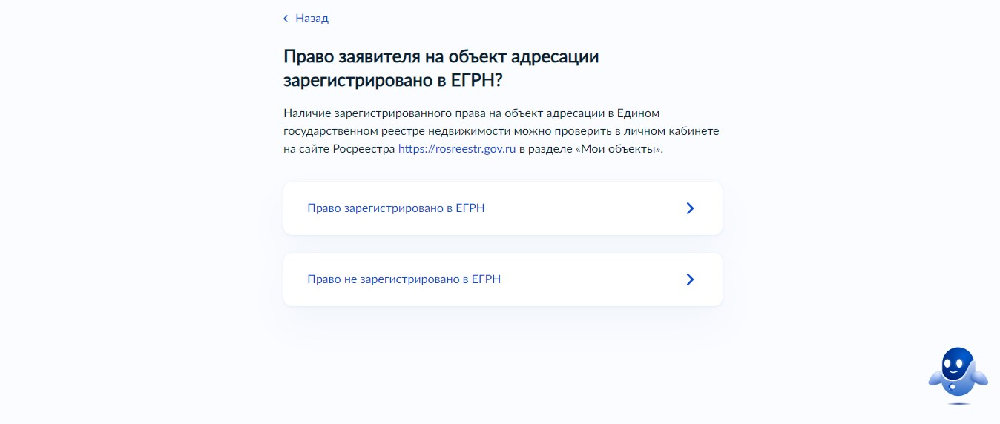 Назад
Право заявителя на объект адресации
зарегистрировано в ЕГРН?
Наличие зарегистрированного права на объект адресации в Едином
государственном реестре недвижимости можно проверить в личном кабинете
на сайте Росреестра https://rosreestr.gov.ru в разделе «Мои объекты».
Право зарегистрировано в ЕГРН
Право не зарегистрировано в ЕГРН